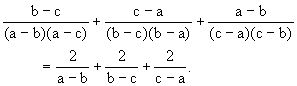 (b − c)/((a − b)(a − c)) + (c − a)/((b − c)(b − a)) + (a − b)/((c − a)(c − b))
= 2/(a − b) + 2/(b − c) + 2/(c − a).